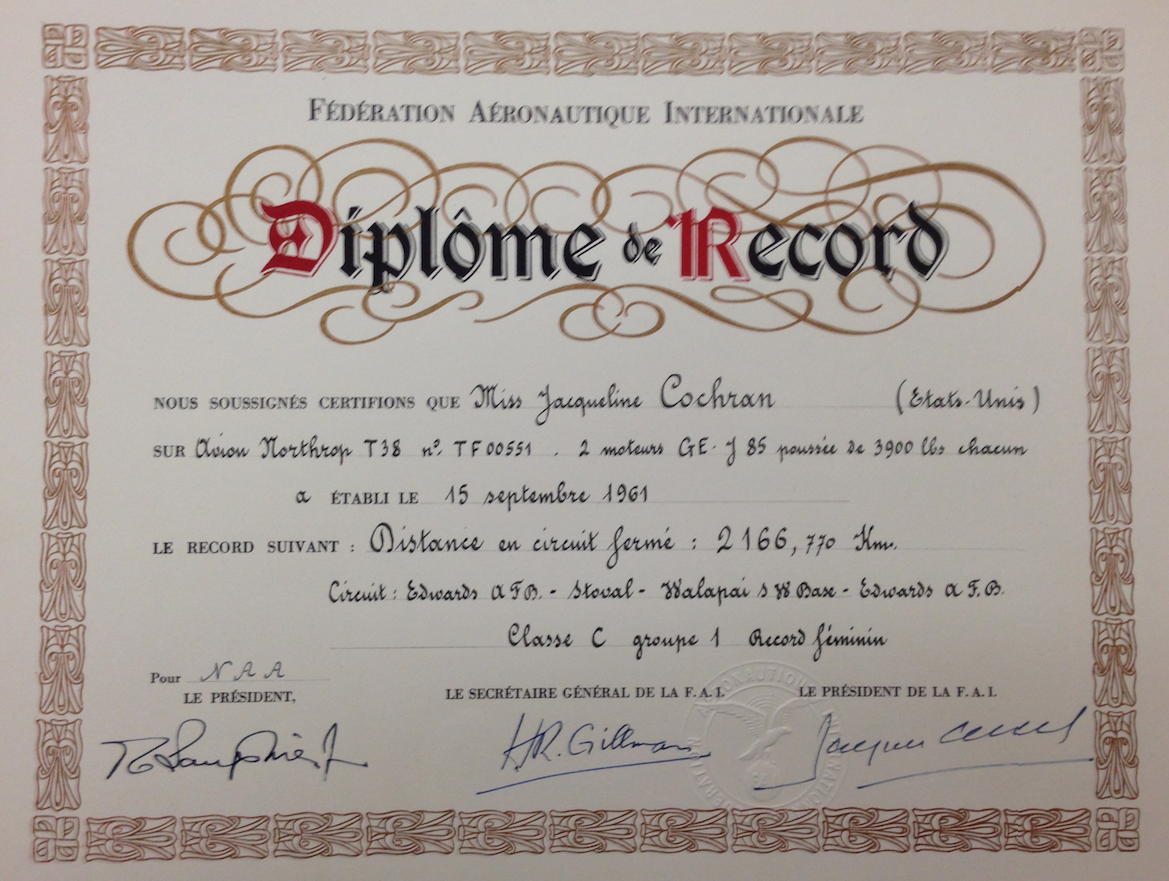 FÉDÉRATION AÉRONAUTIQUE INTERNATIONALE
Diplôme de Record
NOUS SOUSSIGNÉS CERTIFIONS QUE Miss Jacqueline Cochran (Etats-Unis)
SUR Avion Northrop T38 n° TF00551 . 2 moteurs GE-J 85 poussée de 3900 lbs chacun
a ÉTABLI LE 15 septembre 1961
LE RECORD SUIVANT : Distance en circuit fermé : 2166,770 Km.
Circuit : Edwards A F B. - Stoval - Walapai S W Base - Edwards A F. B.
Classe C groupe 1 Record féminin
Pour N A A
LE PRÉSIDENT,
LE SECRÉTAIRE GÉNÉRAL DE LA F. A. I.
LE PRÉSIDENT DE LA F. A. I.
H.R. Gillman
Jacques